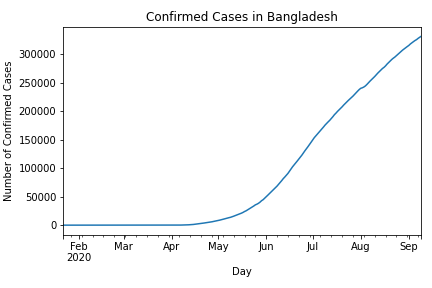 Confirmed Cases in Bangladesh
300000
250000
200000
150000
100000
50000
0
Number of Confirmed Cases
Feb Mar Apr May Jun Jul Aug Sep
2020
Day